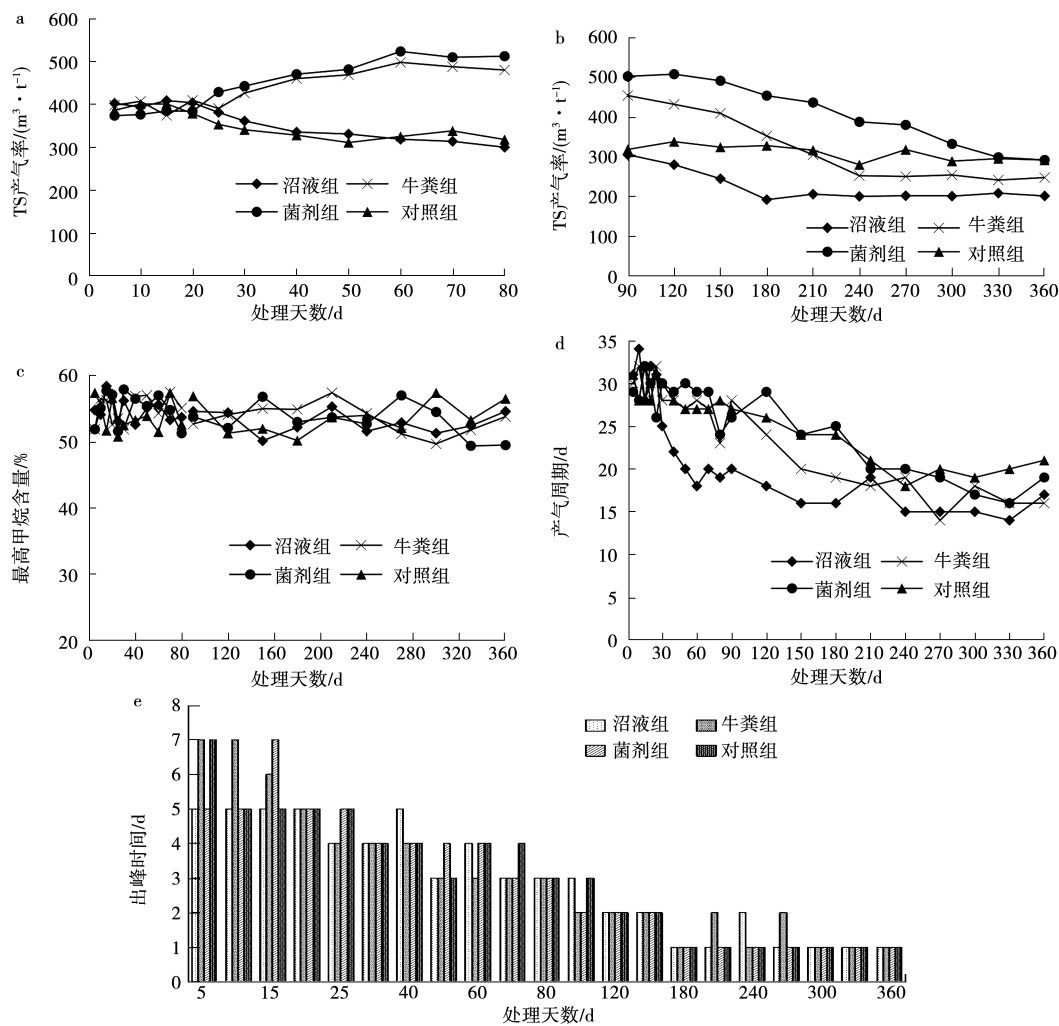 a
600
500
400
300
200
100
0
TS产气率/(m³·t⁻¹)
沼液组 牛粪组
菌剂组 对照组
0 10 20 30 40 50 60 70 80
处理天数/d
b
600
500
400
300
200
100
0
TS产气率/(m³·t⁻¹)
沼液组 牛粪组
菌剂组 对照组
90 120 150 180 210 240 270 300 330 360
处理天数/d
c
60
50
40
30
20
最高甲烷含量/%
沼液组 牛粪组
菌剂组 对照组
0 40 80 120 160 200 240 280 320 360
处理天数/d
d
35
30
25
20
15
10
5
0
产气周期/d
沼液组 牛粪组
菌剂组 对照组
0 30 60 90 120 150 180 210 240 270 300 330 360
处理天数/d
e
8
7
6
5
4
3
2
1
0
出峰时间/d
沼液组 牛粪组
菌剂组 对照组
5 15 25 40 60 80 120 180 240 300 360
处理天数/d